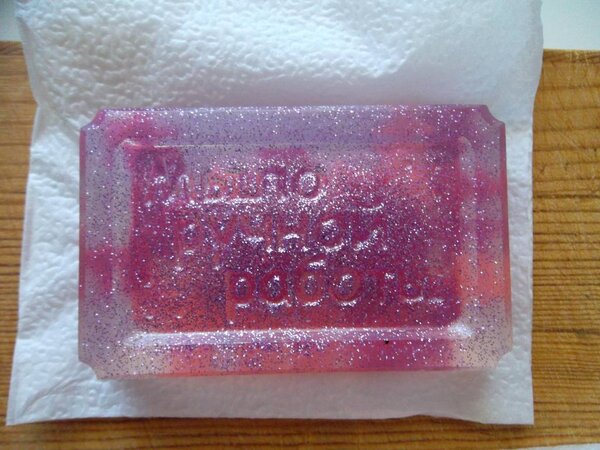 Мыло
ручной
работы